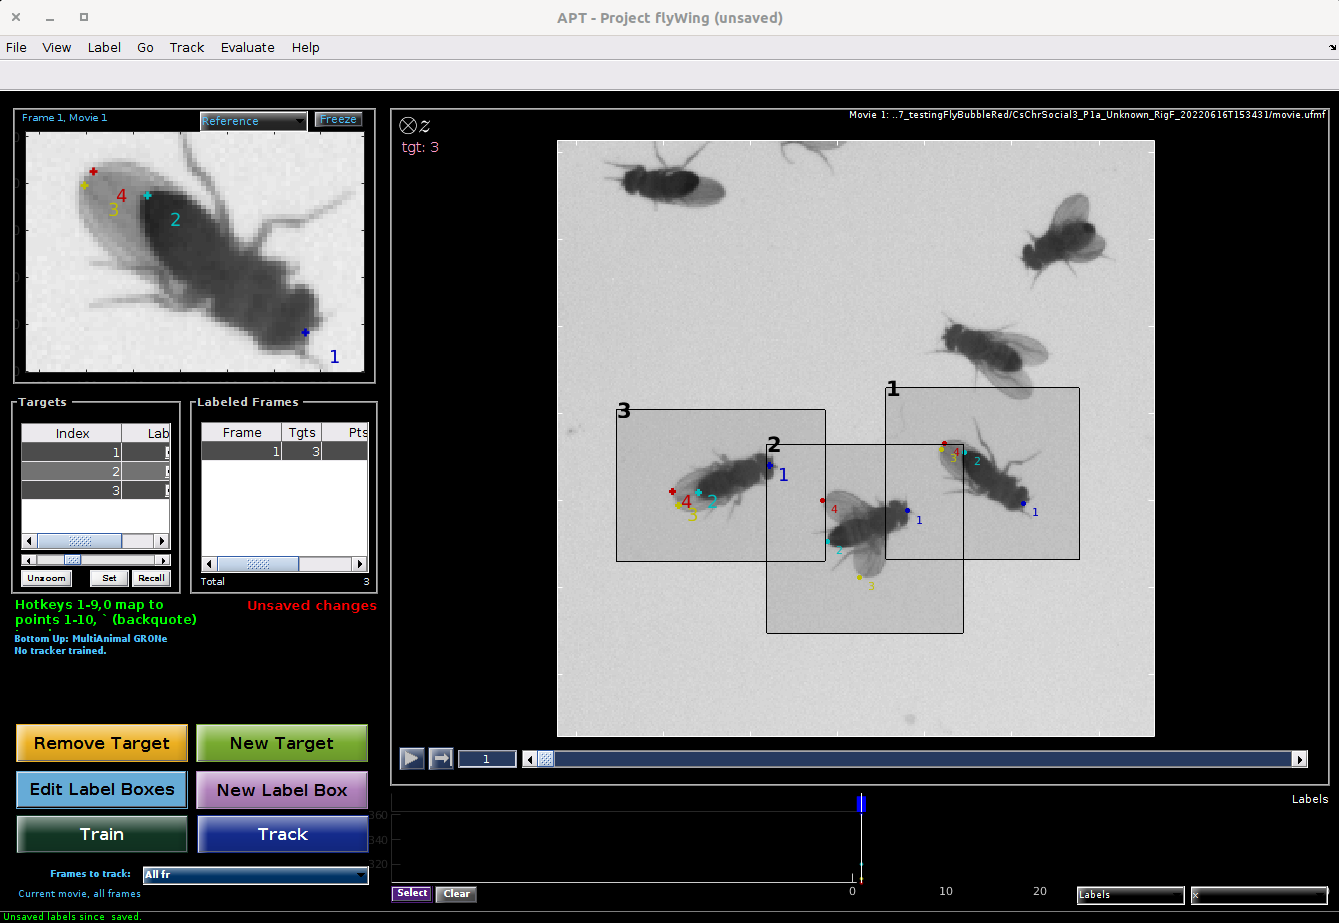 APT - Project flyWing (unsaved)
File View Label Go Track Evaluate Help
Frame 1, Movie 1
Reference
Freeze
4
3
2
1
Movie 1: ..7_testingFlyBubbleRed/CsChrSocial3_P1a_Unknown_RigF_20220616T153431/movie.ufmf
z
tgt: 3
1
3
2
1
4
2
3
4
3
2
1
4
1
2
3
Targets
Index Lab
1
2
3
Unzoom Set Recall
Labeled Frames
Frame Tgts Pts
1 3
Total 3
Hotkeys 1-9,0 map to
points 1-10, ` (backquote)
Unsaved changes
Bottom Up: MultiAnimal GRONe
No tracker trained.
Remove Target New Target
Edit Label Boxes New Label Box
Train Track
Frames to track: All fr
Current movie, all frames
1
Labels
360
340
320
0 10 20
Select Clear
Labels
x
Unsaved labels since saved.